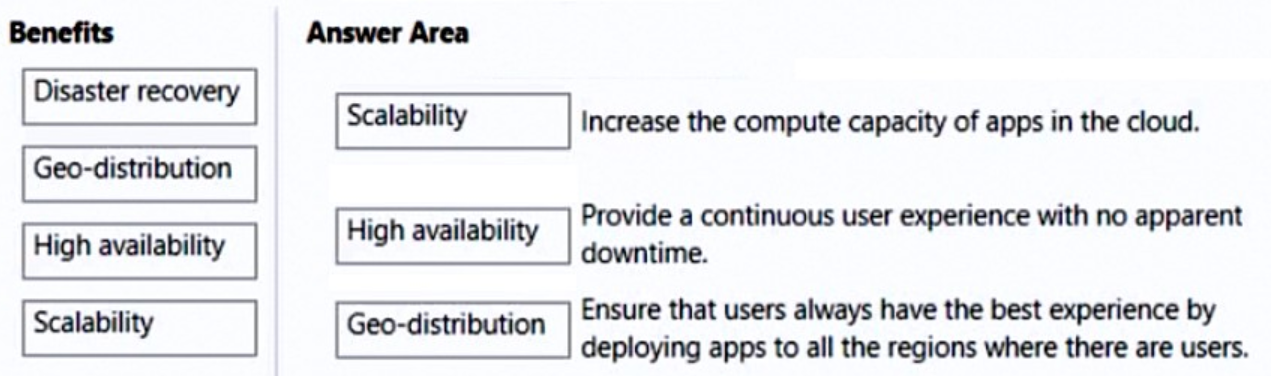 Benefits
Disaster recovery
Geo-distribution
High availability
Scalability
Answer Area
Scalability
Increase the compute capacity of apps in the cloud.
High availability
Provide a continuous user experience with no apparent
downtime.
Geo-distribution
Ensure that users always have the best experience by
deploying apps to all the regions where there are users.